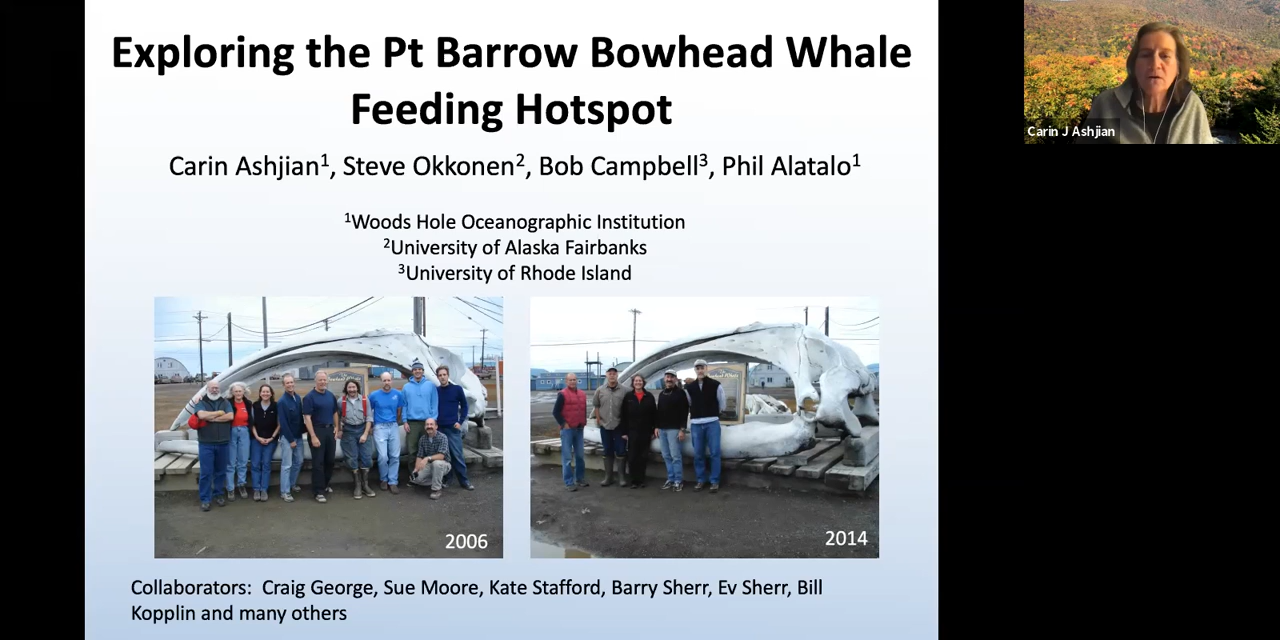 Exploring the Pt Barrow Bowhead Whale
Feeding Hotspot
Carin Ashjian¹, Steve Okkonen², Bob Campbell³, Phil Alatalo¹
¹Woods Hole Oceanographic Institution
²University of Alaska Fairbanks
³University of Rhode Island
2006
2014
Collaborators: Craig George, Sue Moore, Kate Stafford, Barry Sherr, Ev Sherr, Bill
Kopplin and many others
Carin J Ashjian